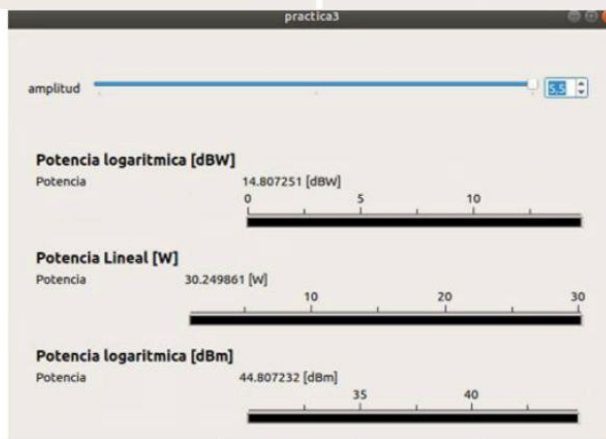 practica3
amplitud 5.5
Potencia logaritmica [dBW]
Potencia 14.807251 [dBW]
0 5 10
Potencia Lineal [W]
Potencia 30.249861 [W]
10 20 30
Potencia logaritmica [dBm]
Potencia 44.807232 [dBm]
35 40